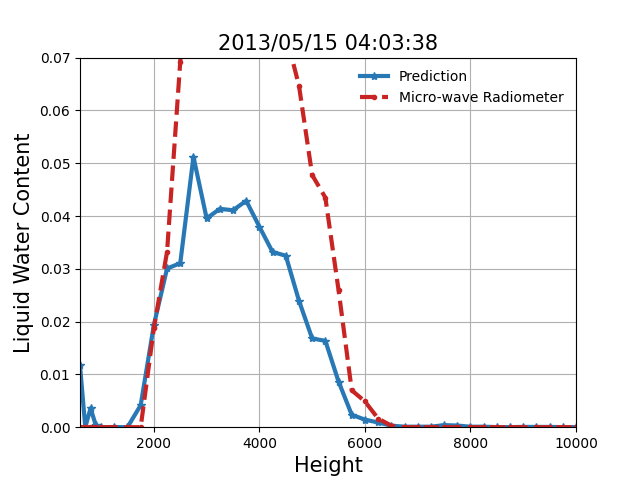 2013/05/15 04:03:38
Prediction
Micro-wave Radiometer
Liquid Water Content
0.07
0.06
0.05
0.04
0.03
0.02
0.01
0.00
2000 4000 6000 8000 10000
Height